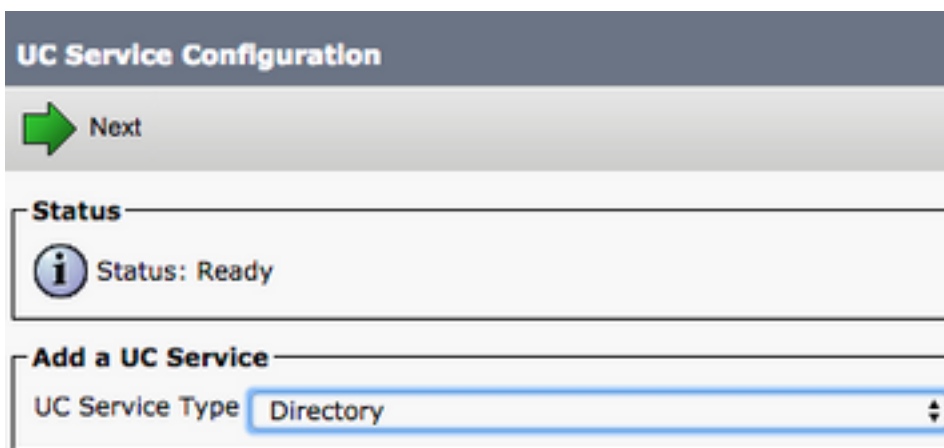 UC Service Configuration
Next
Status
Status: Ready
Add a UC Service
UC Service Type Directory